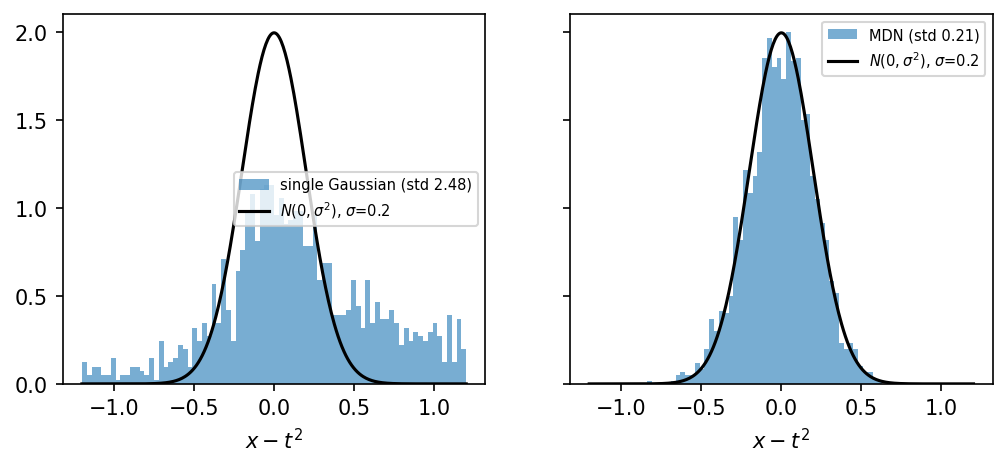 2.0
1.5
1.0
0.5
0.0
single Gaussian (std 2.48)
N(0, σ²), σ=0.2
−1.0 −0.5 0.0 0.5 1.0
x − t²
MDN (std 0.21)
N(0, σ²), σ=0.2
−1.0 −0.5 0.0 0.5 1.0
x − t²